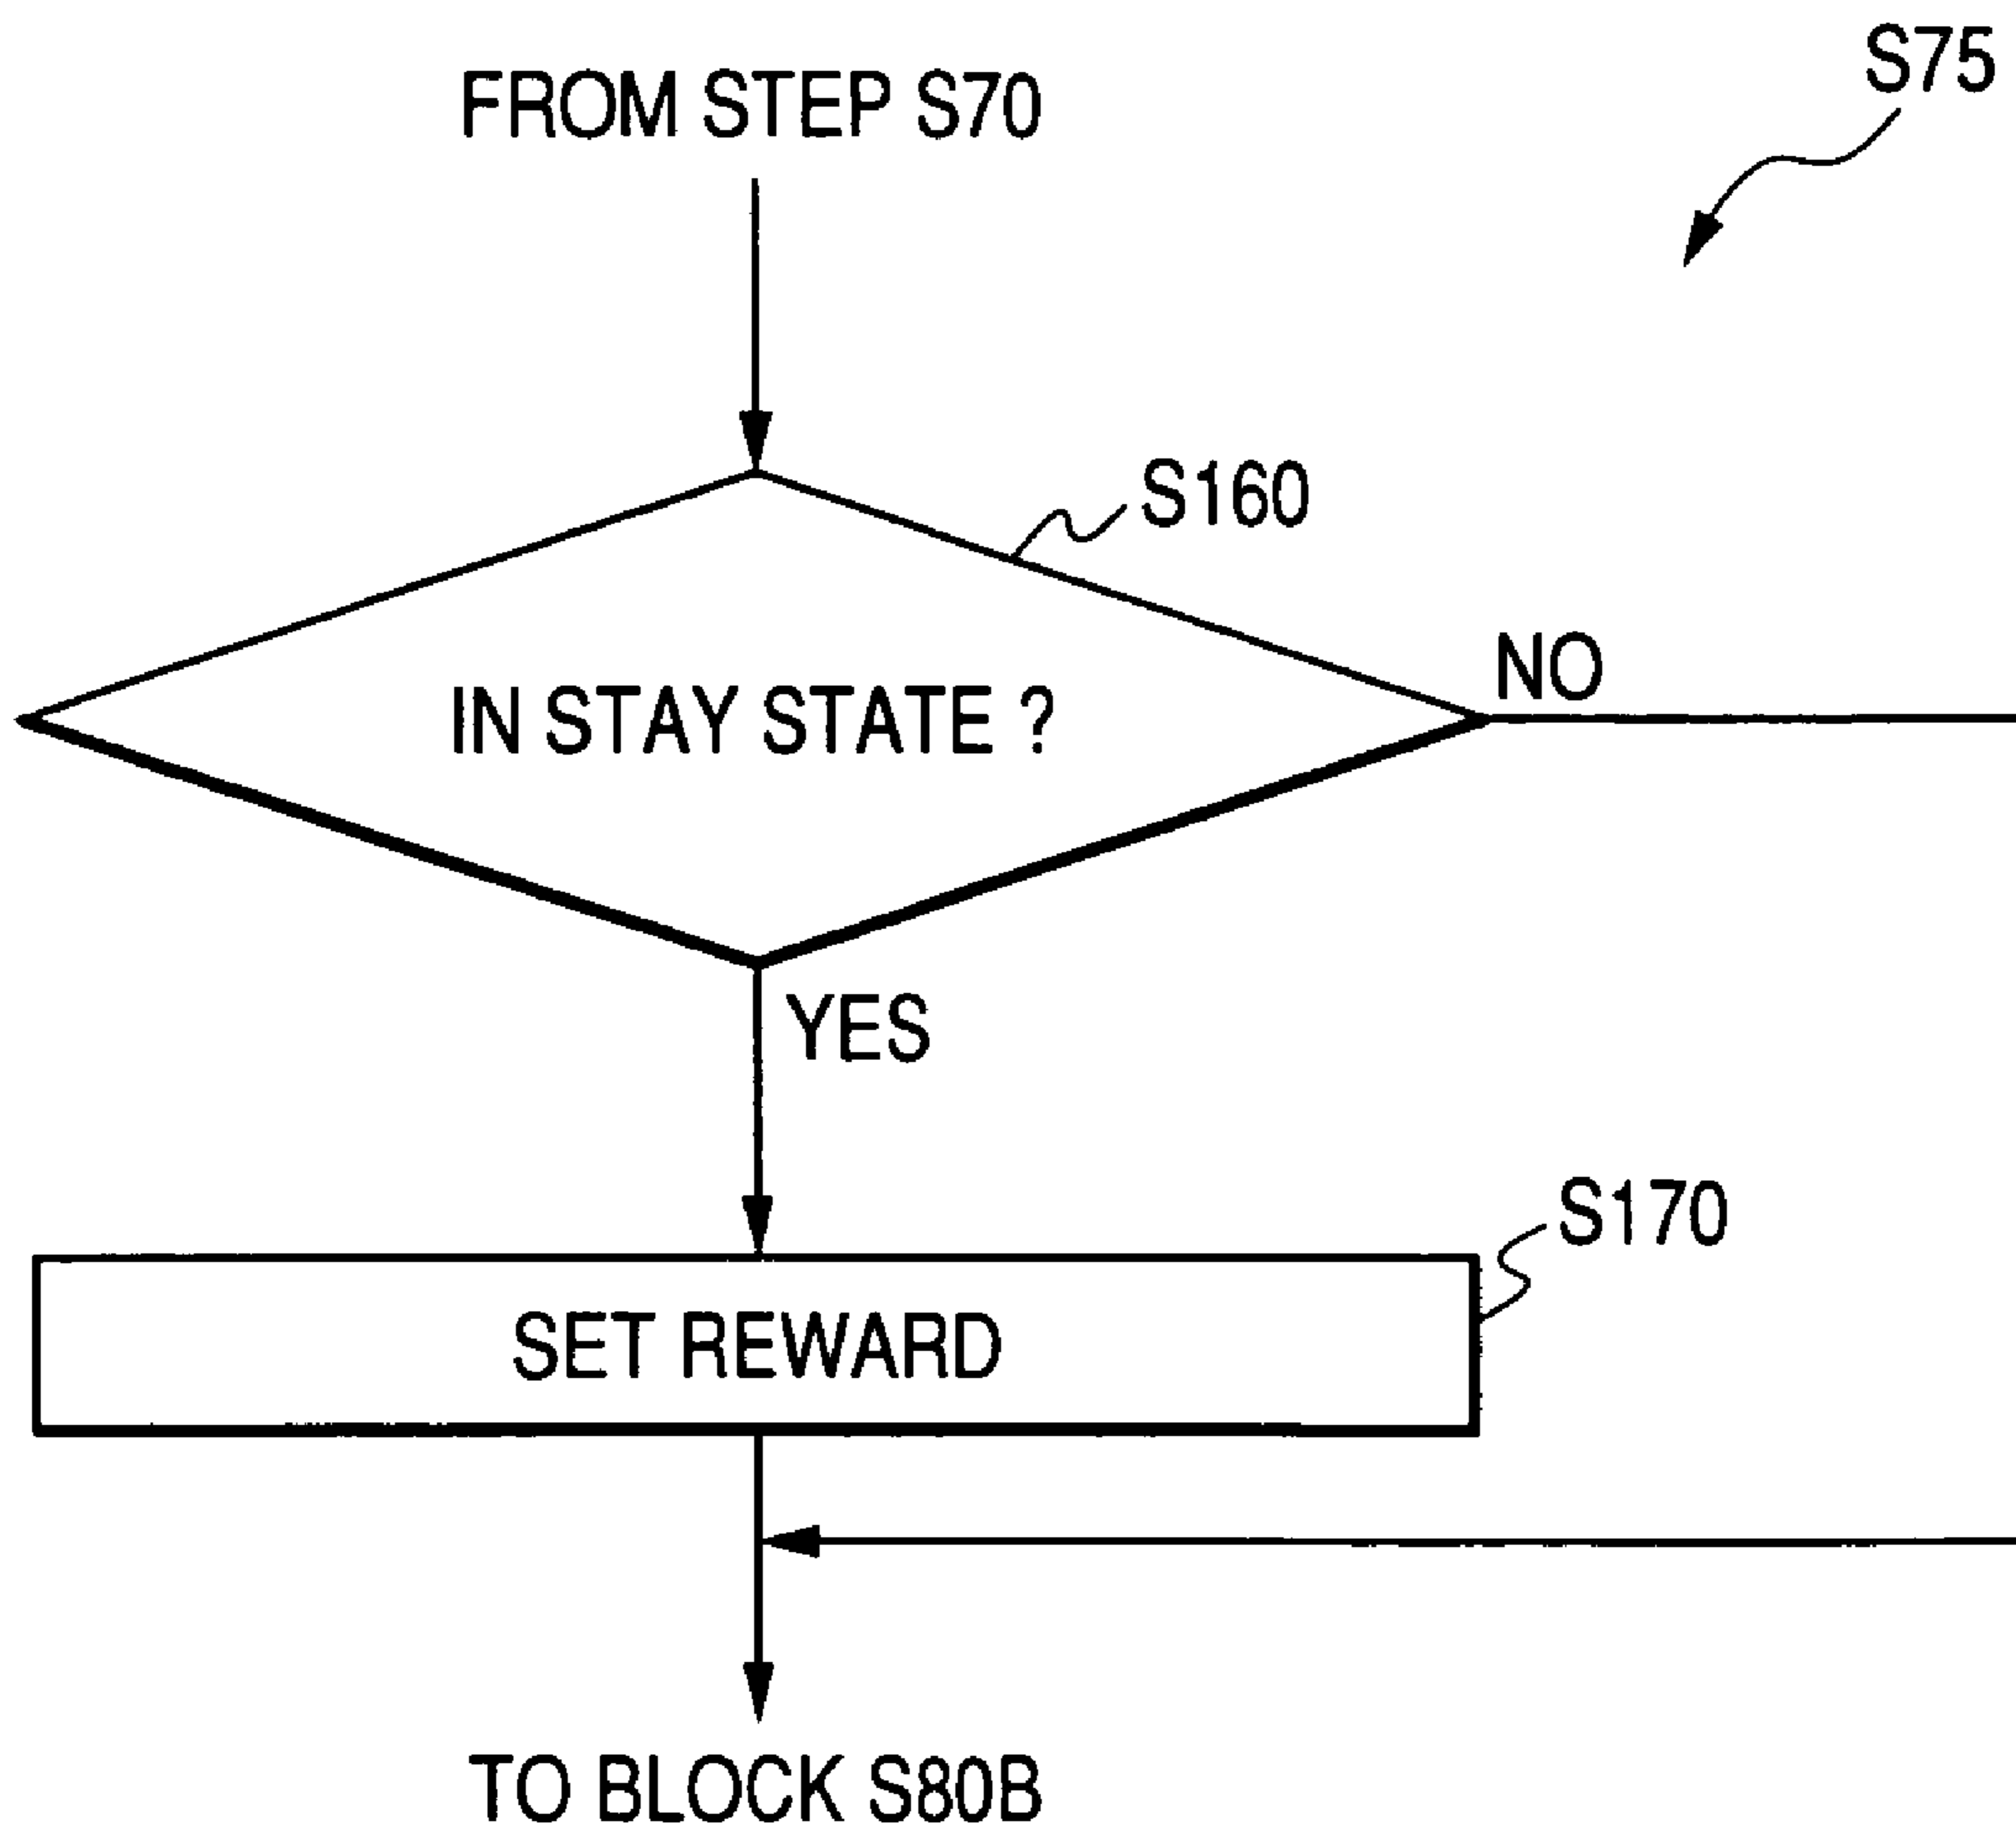 S75
FROM STEP S70
S160
NO
IN STAY STATE ?
YES
S170
SET REWARD
TO BLOCK S80B